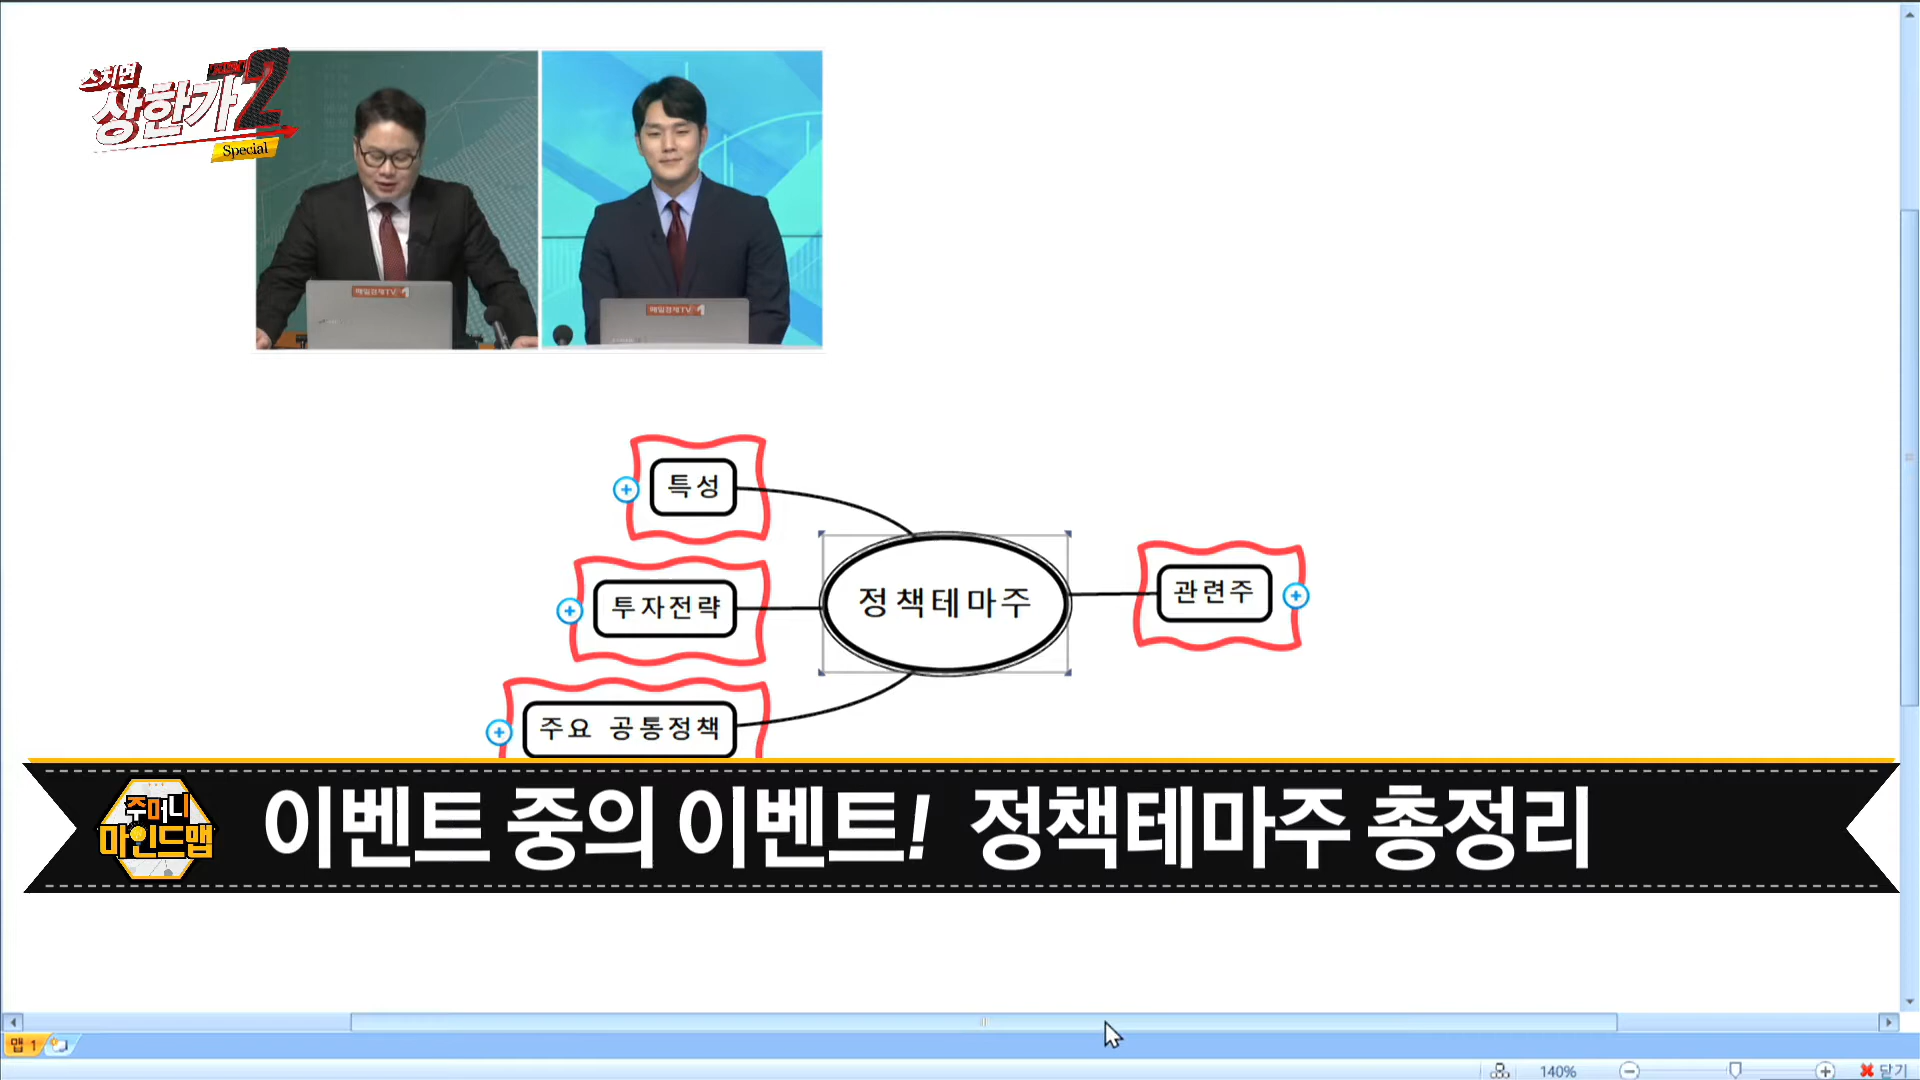 스치면
상한가2
Special
매일경제TV
매일경제TV
특성
투자전략
정책테마주
관련주
주요 공통정책
주머니
마인드맵
이벤트 중의 이벤트! 정책테마주 총정리
맵 1
140%
닫기